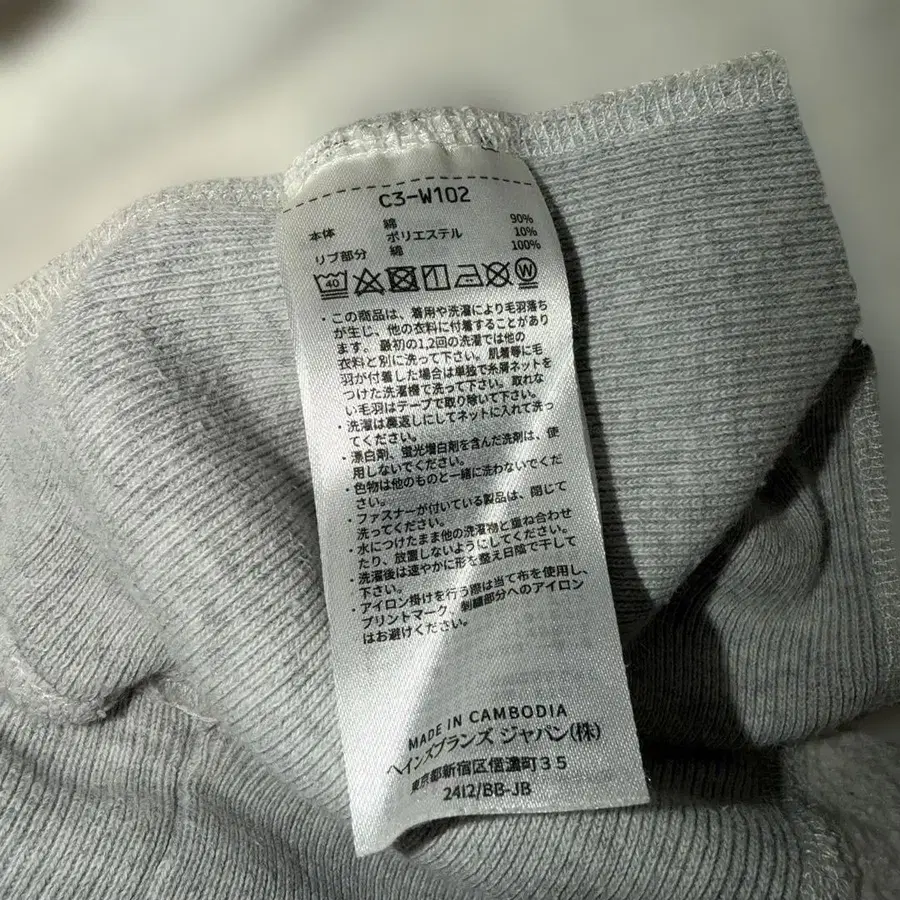 C3-W102
本体 綿 90%
ポリエステル 10%
リブ部分 綿 100%
40 W
・この商品は、着用や洗濯により毛羽落ち
が生じ、他の衣料に付着することがあり
ます。最初の1,2回の洗濯では他の
衣料と別に洗って下さい。肌着等に毛
羽が付着した場合は単独で糸屑ネットを
つけた洗濯機で洗って下さい。取れな
い毛羽はテープで取り除いて下さい。
・洗濯は裏返しにしてネットに入れて洗っ
てください。
・漂白剤、蛍光増白剤を含んだ洗剤は、使
用しないでください。
・色物は他のものと一緒に洗わないでくだ
さい。
・ファスナーが付いている製品は、閉じて
洗ってください。
・水につけたまま他の洗濯物と重ね合わせ
たり、放置しないようにしてください。
・洗濯後は速やかに形を整え日陰で干して
下さい。
・アイロン掛けを行う際は当て布を使用し、
プリントマーク、刺繍部分へのアイロン
はお避けください。
MADE IN CAMBODIA
ヘインズブランズ ジャパン(株)
東京都新宿区信濃町35
2412/BB-JB